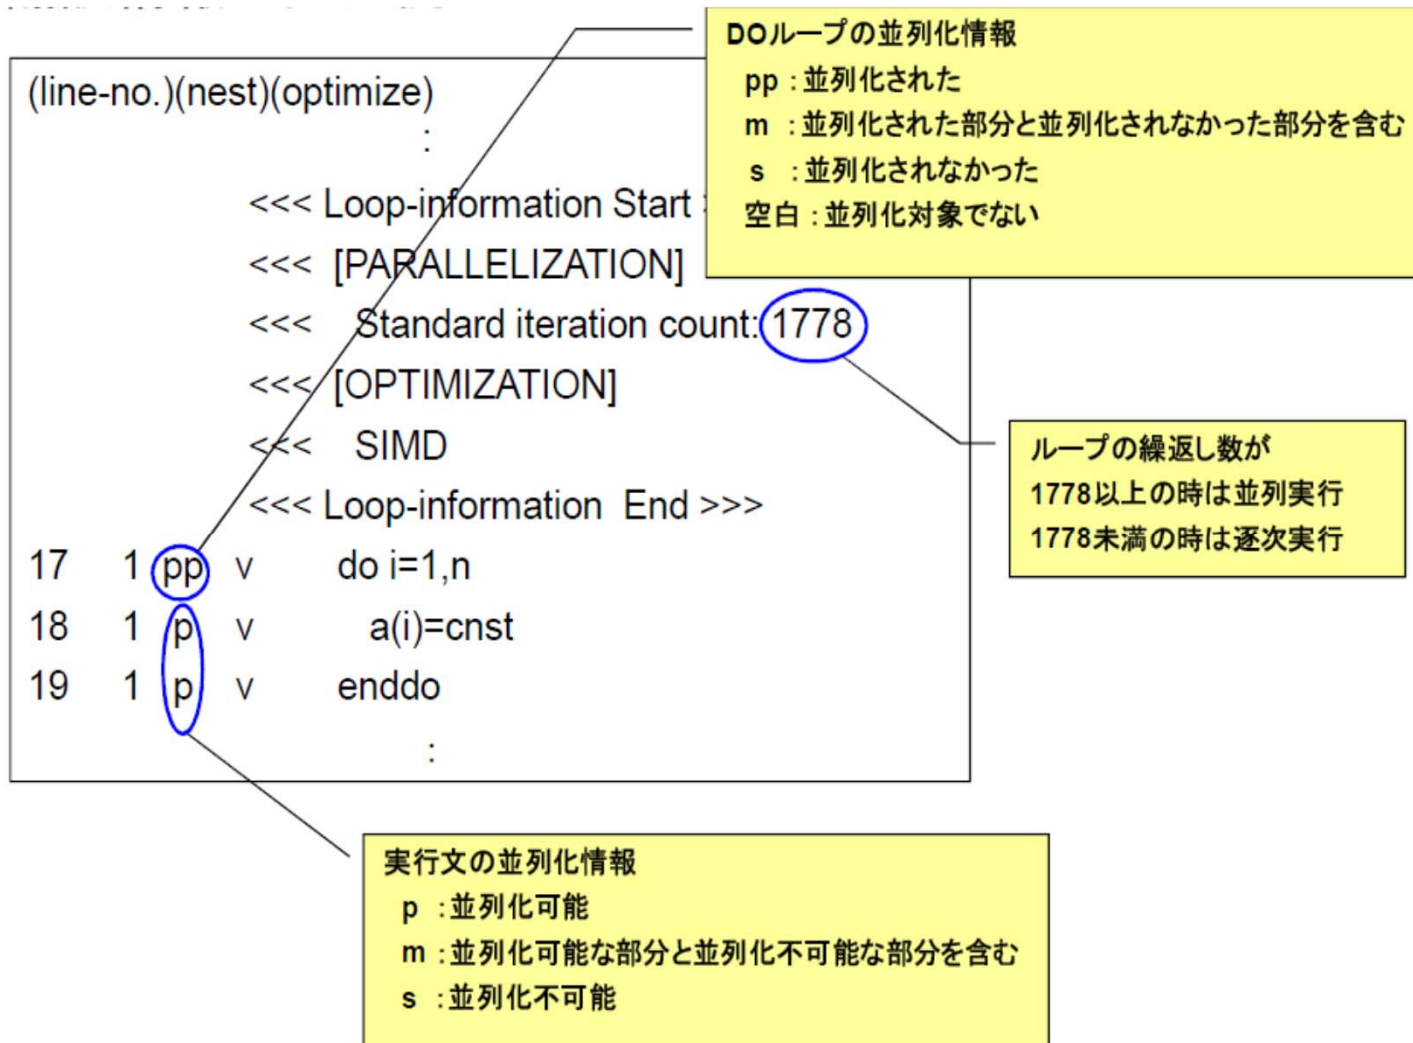 DOループの並列化情報
pp:並列化された
m :並列化された部分と並列化されなかった部分を含む
s :並列化されなかった
空白:並列化対象でない
(line-no.)(nest)(optimize)
:
<<< Loop-information Start
<<< [PARALLELIZATION]
<<< Standard iteration count: 1778
<<< [OPTIMIZATION]
<<< SIMD
<<< Loop-information End >>>
17 1 pp v do i=1,n
18 1 p v a(i)=cnst
19 1 p v enddo
:
ループの繰返し数が
1778以上の時は並列実行
1778未満の時は逐次実行
実行文の並列化情報
p :並列化可能
m :並列化可能な部分と並列化不可能な部分を含む
s :並列化不可能